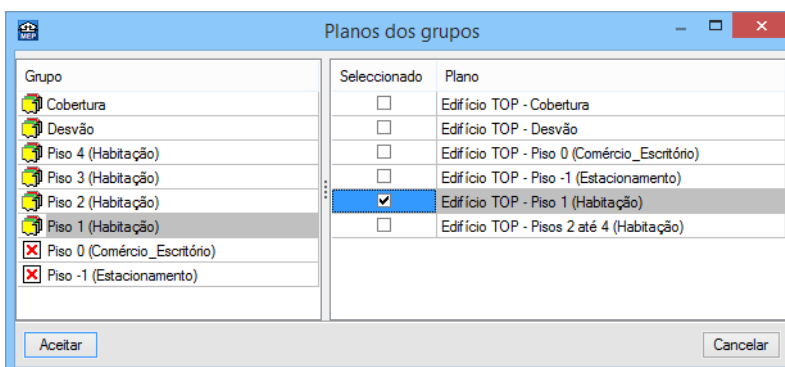 MEP
Planos dos grupos
Grupo
Cobertura
Desvão
Piso 4 (Habitação)
Piso 3 (Habitação)
Piso 2 (Habitação)
Piso 1 (Habitação)
Piso 0 (Comércio_Escritório)
Piso -1 (Estacionamento)
Seleccionado Plano
Edifício TOP - Cobertura
Edifício TOP - Desvão
Edifício TOP - Piso 0 (Comércio_Escritório)
Edifício TOP - Piso -1 (Estacionamento)
Edifício TOP - Piso 1 (Habitação)
Edifício TOP - Pisos 2 até 4 (Habitação)
Aceitar Cancelar